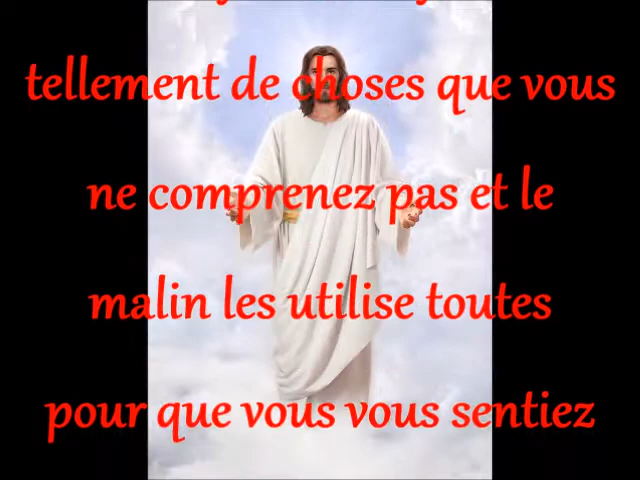 tellement de choses que vous
ne comprenez pas et le
malin les utilise toutes
pour que vous vous sentiez